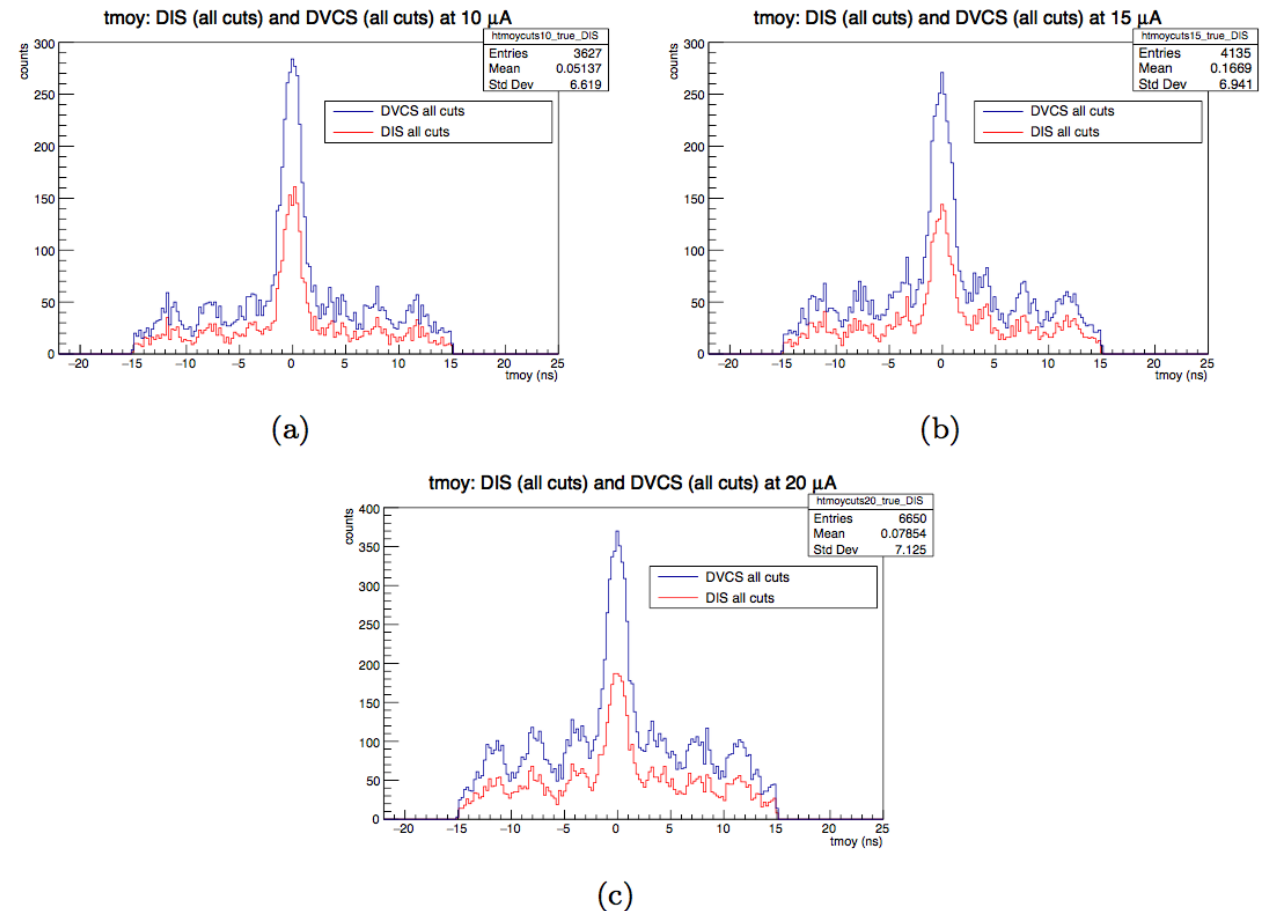 tmoy: DIS (all cuts) and DVCS (all cuts) at 10 μA
counts
htmoycuts10_true_DIS
Entries 3627
Mean 0.05137
Std Dev 6.619
DVCS all cuts
DIS all cuts
300
250
200
150
100
50
0
−20 −15 −10 −5 0 5 10 15 20 25
tmoy (ns)
(a)
tmoy: DIS (all cuts) and DVCS (all cuts) at 15 μA
counts
htmoycuts15_true_DIS
Entries 4135
Mean 0.1669
Std Dev 6.941
DVCS all cuts
DIS all cuts
300
250
200
150
100
50
0
−20 −15 −10 −5 0 5 10 15 20 25
tmoy (ns)
(b)
tmoy: DIS (all cuts) and DVCS (all cuts) at 20 μA
counts
htmoycuts20_true_DIS
Entries 6650
Mean 0.07854
Std Dev 7.125
DVCS all cuts
DIS all cuts
400
350
300
250
200
150
100
50
0
−20 −15 −10 −5 0 5 10 15 20 25
tmoy (ns)
(c)